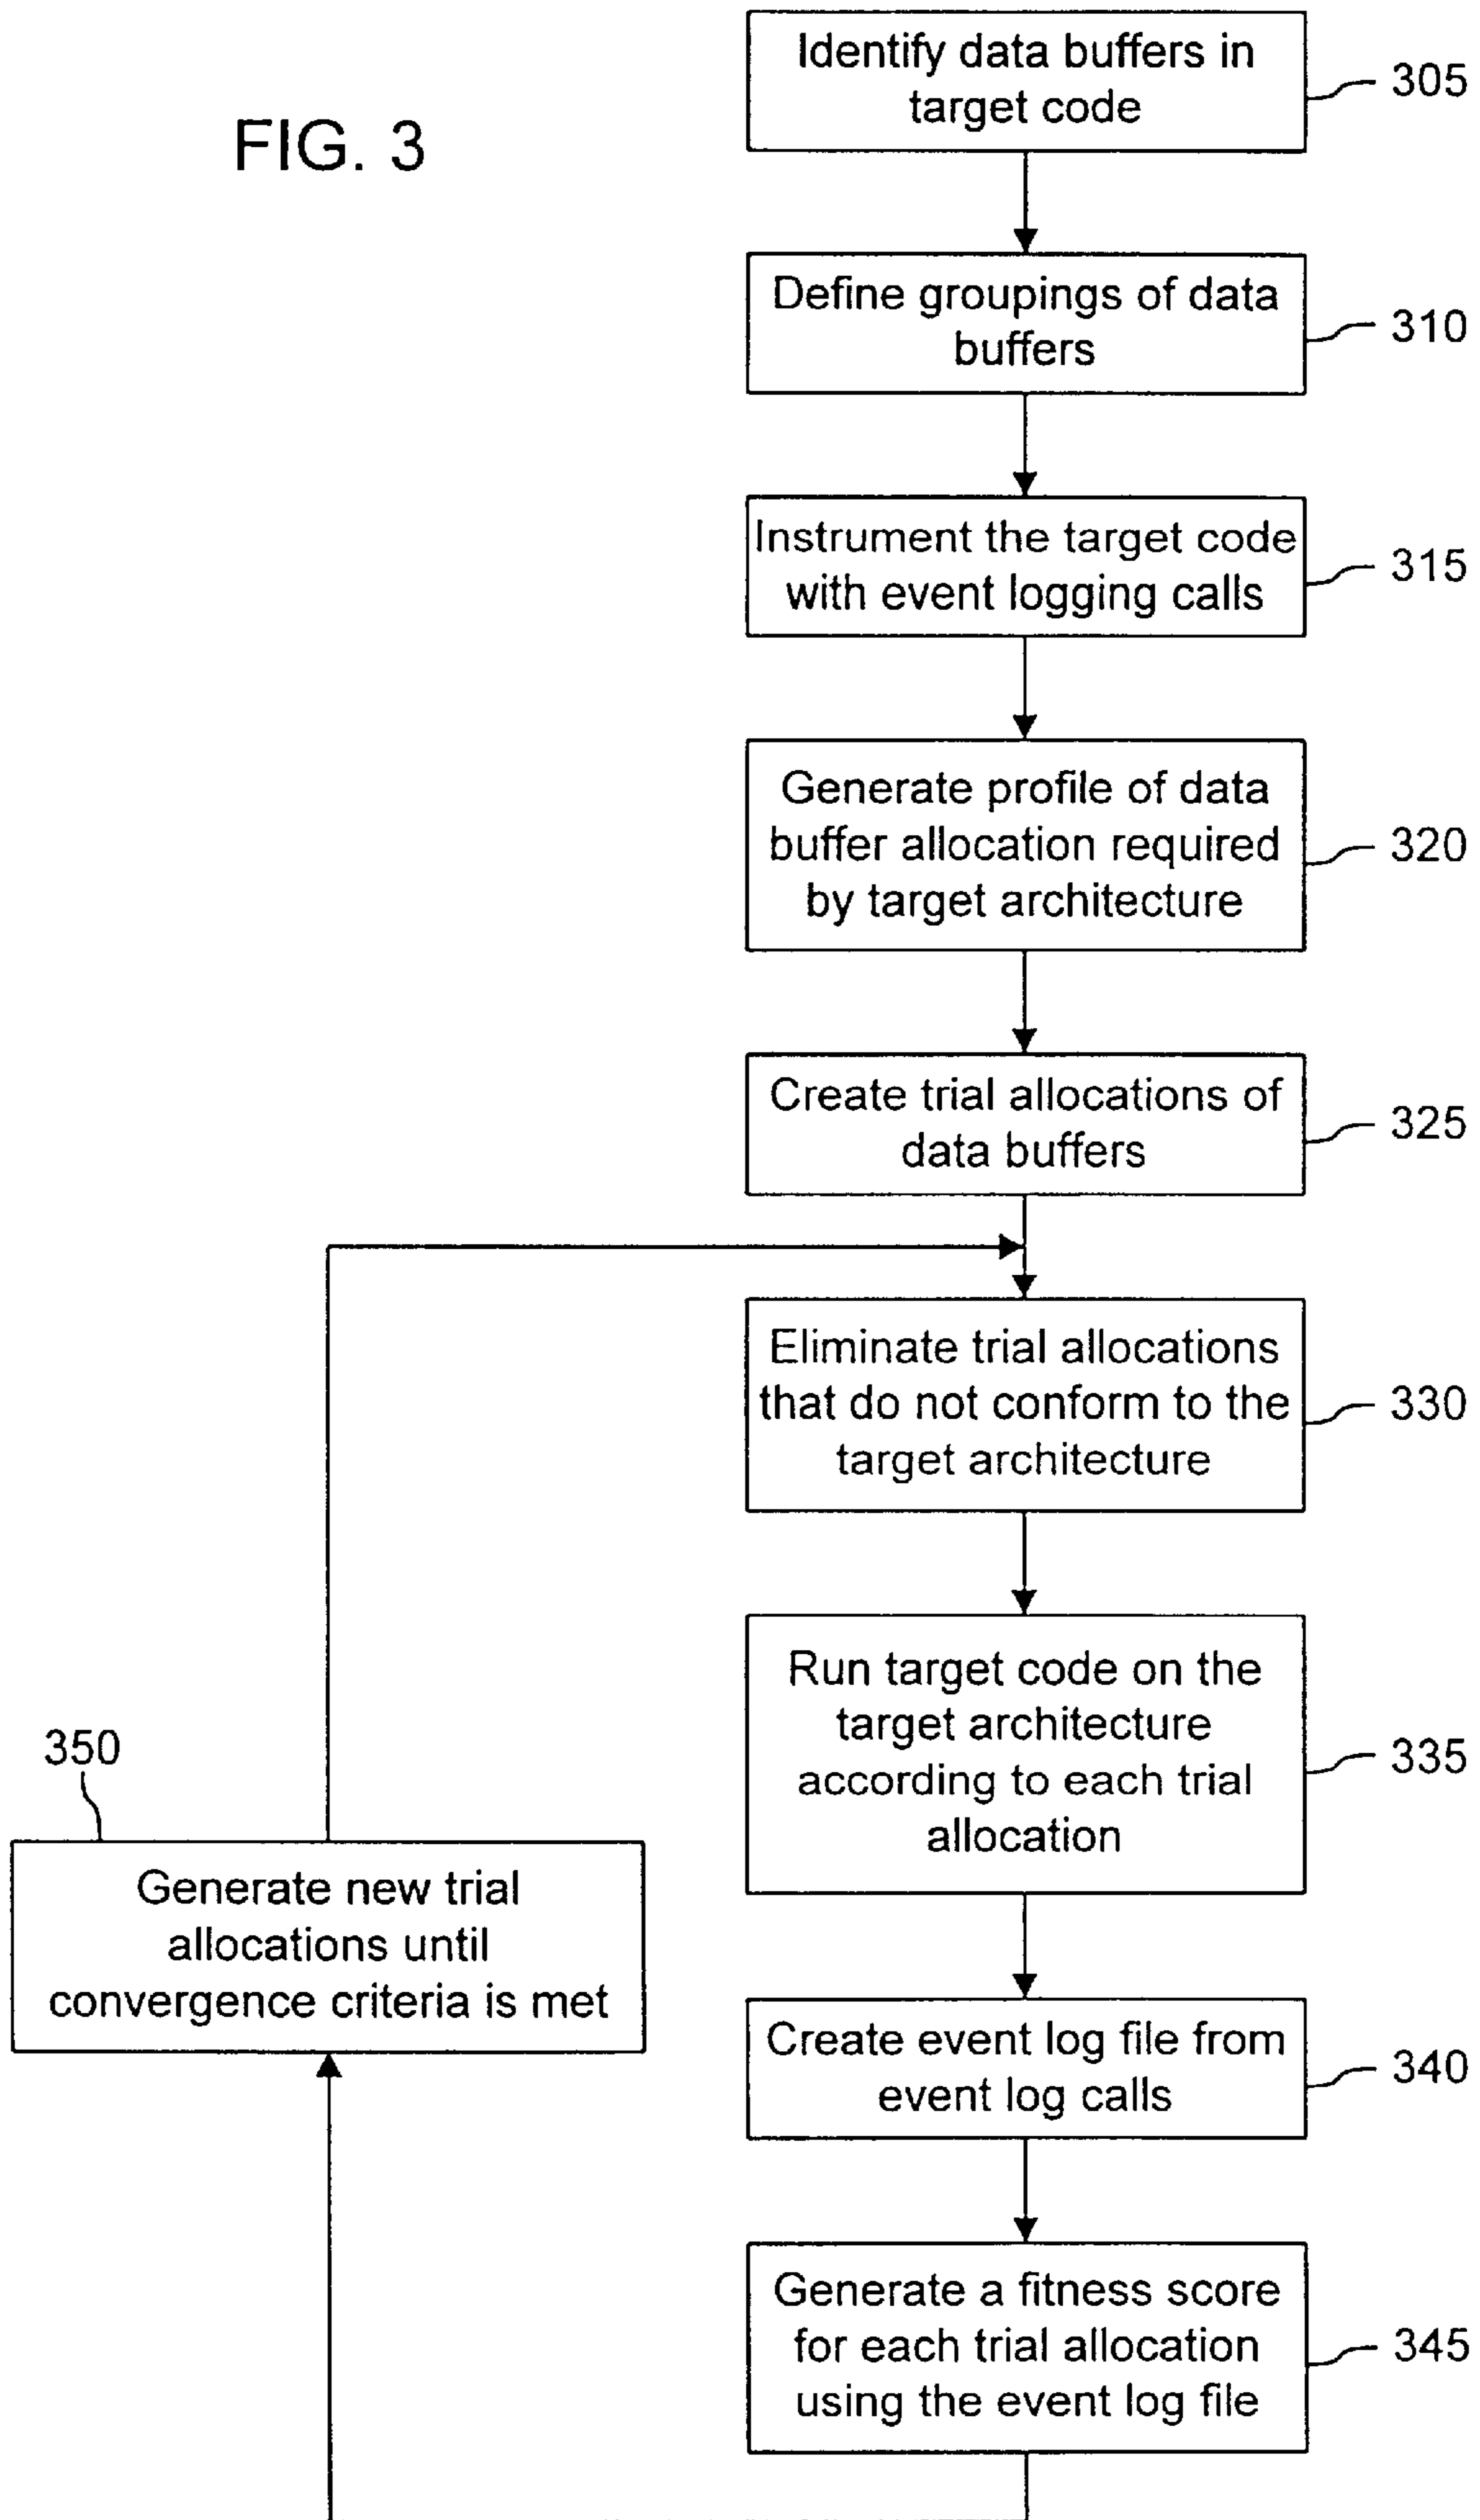 FIG. 3
Identify data buffers in
target code
305
Define groupings of data
buffers
310
Instrument the target code
with event logging calls
315
Generate profile of data
buffer allocation required
by target architecture
320
Create trial allocations of
data buffers
325
Eliminate trial allocations
that do not conform to the
target architecture
330
Run target code on the
target architecture
according to each trial
allocation
335
350
Generate new trial
allocations until
convergence criteria is met
Create event log file from
event log calls
340
Generate a fitness score
for each trial allocation
using the event log file
345